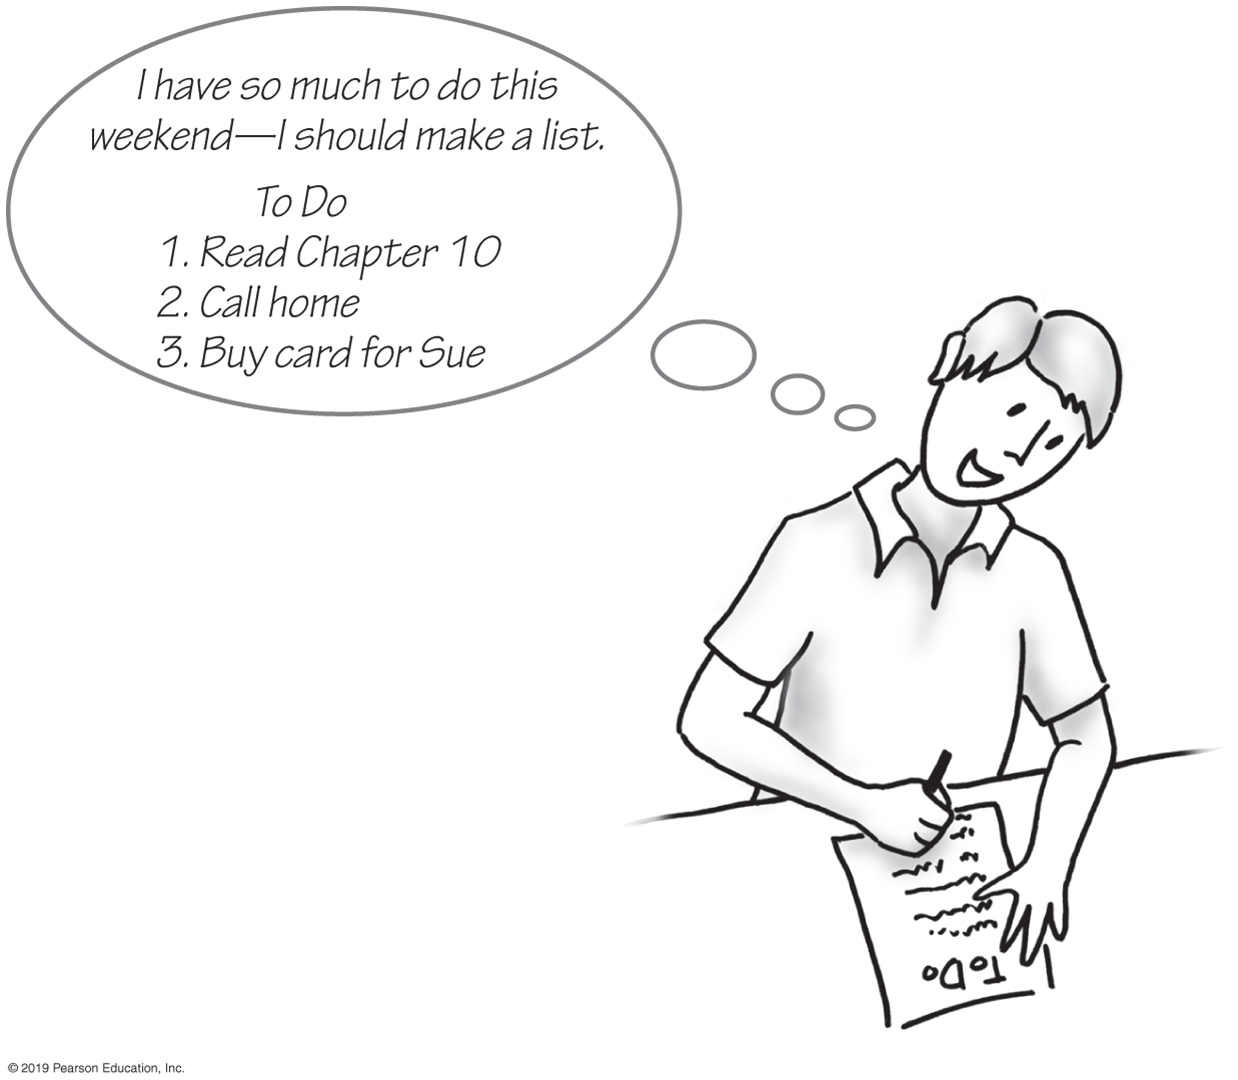 I have so much to do this
weekend—I should make a list.
To Do
1. Read Chapter 10
2. Call home
3. Buy card for Sue
To Do
© 2019 Pearson Education, Inc.